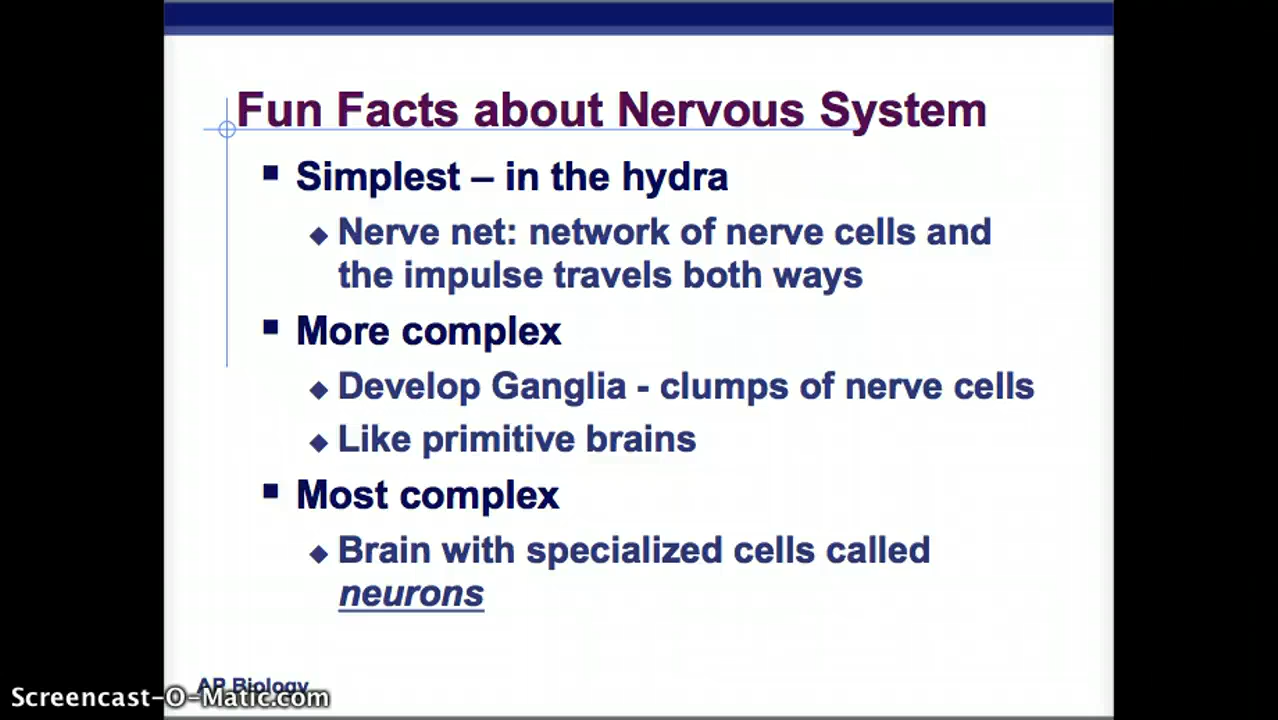 Fun Facts about Nervous System
▪ Simplest – in the hydra
◆ Nerve net: network of nerve cells and
the impulse travels both ways
▪ More complex
◆ Develop Ganglia - clumps of nerve cells
◆ Like primitive brains
▪ Most complex
◆ Brain with specialized cells called
neurons
AP Biology
Screencast-O-Matic.com